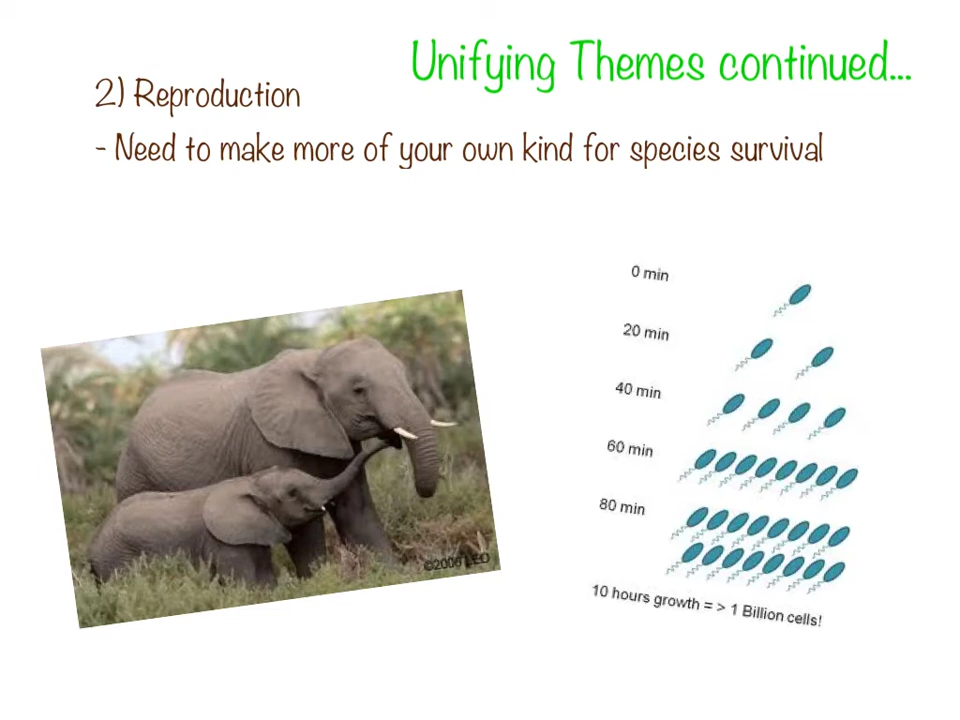 Unifying Themes continued...
2) Reproduction
- Need to make more of your own kind for species survival
0 min
20 min
40 min
60 min
80 min
10 hours growth = > 1 Billion cells!
©2006 LEO